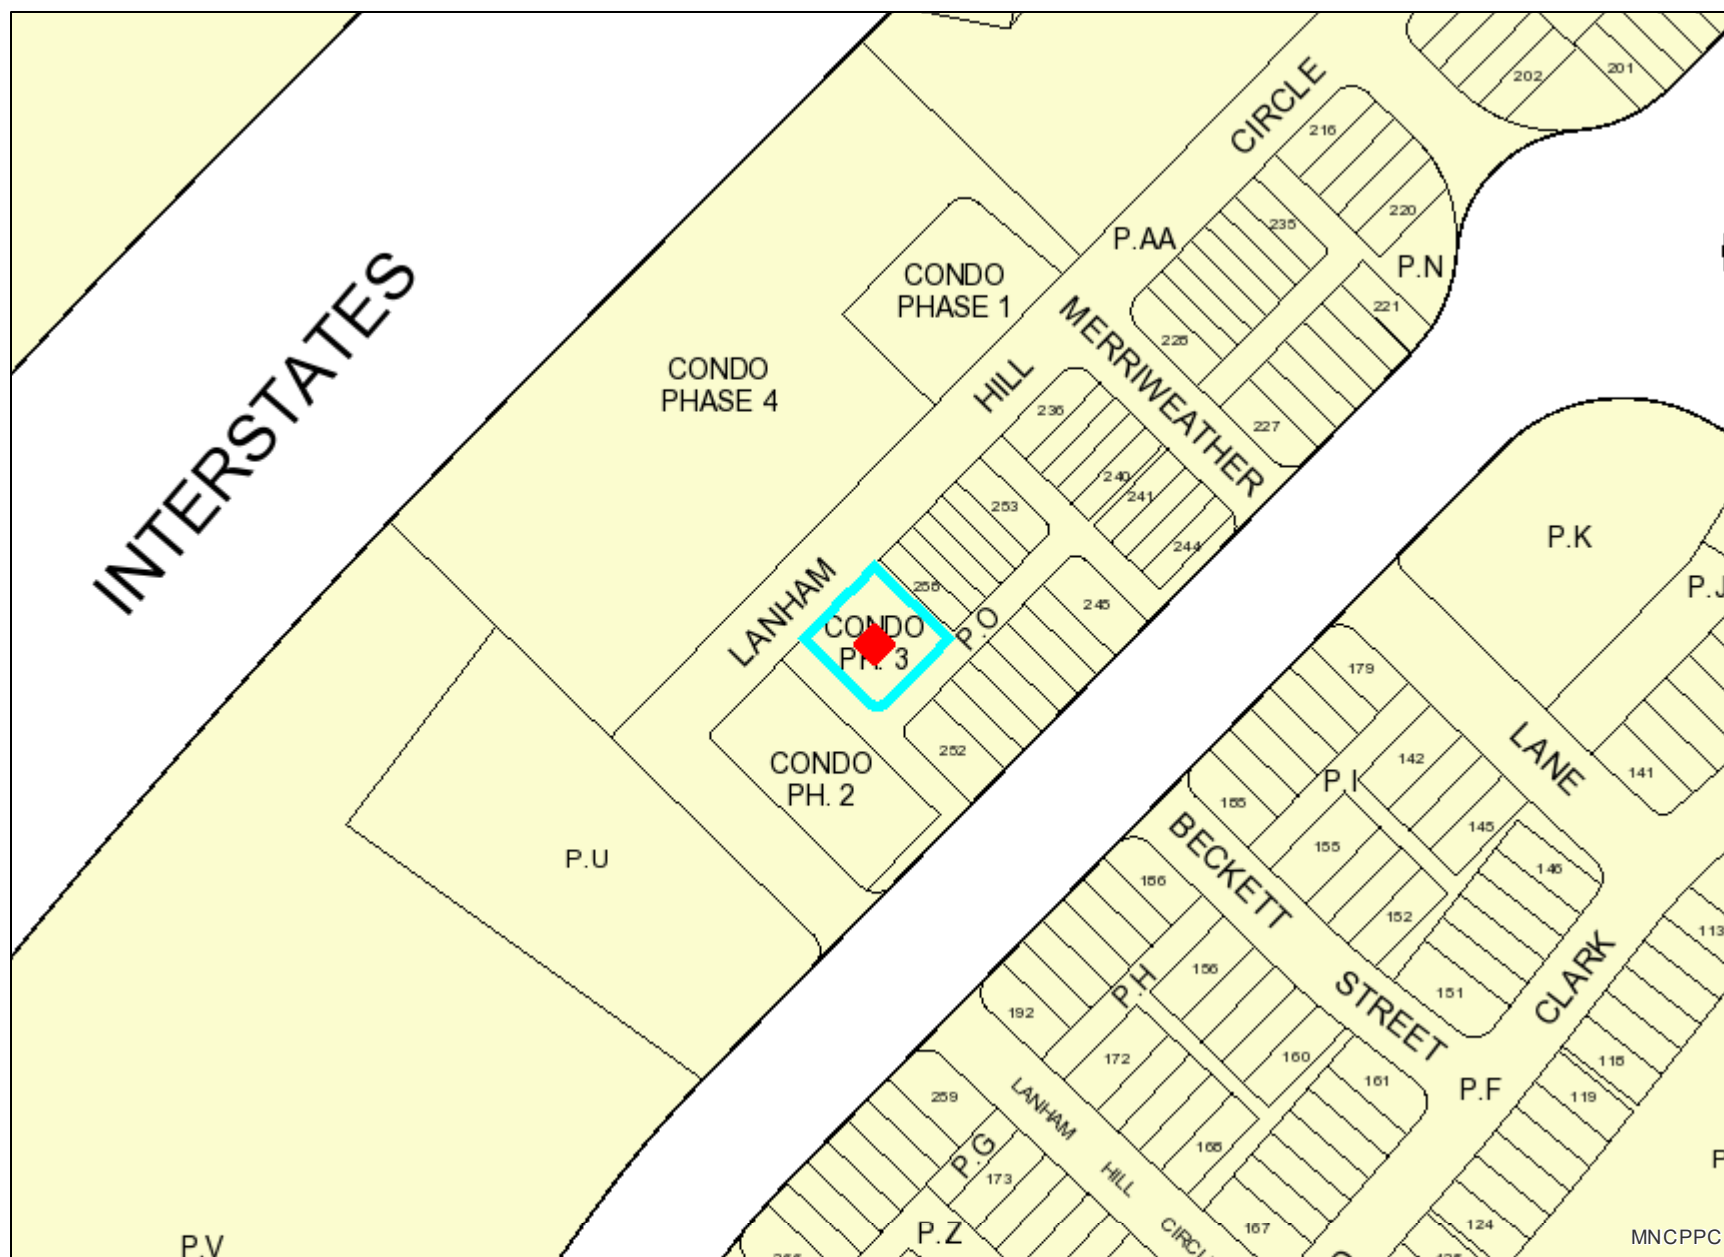 CIRCLE
202
201
216
235
220
P.AA
P.N
INTERSTATES
CONDO
PHASE 1
221
MERRIWEATHER
228
CONDO
PHASE 4
HILL
236
227
240
241
253
244
P.K
LANHAM
258
245
P.J
CONDO
PH. 3
P.O
179
252
142
LANE
141
CONDO
PH. 2
P.I
185
BECKETT
155
145
146
P.U
186
152
113
156
P.H
STREET
151
CLARK
192
172
160
161
118
P.F
119
259
LANHAM
HILL
P.G
173
168
CIRCL
167
124
P.Z
P.V
MNCPPC